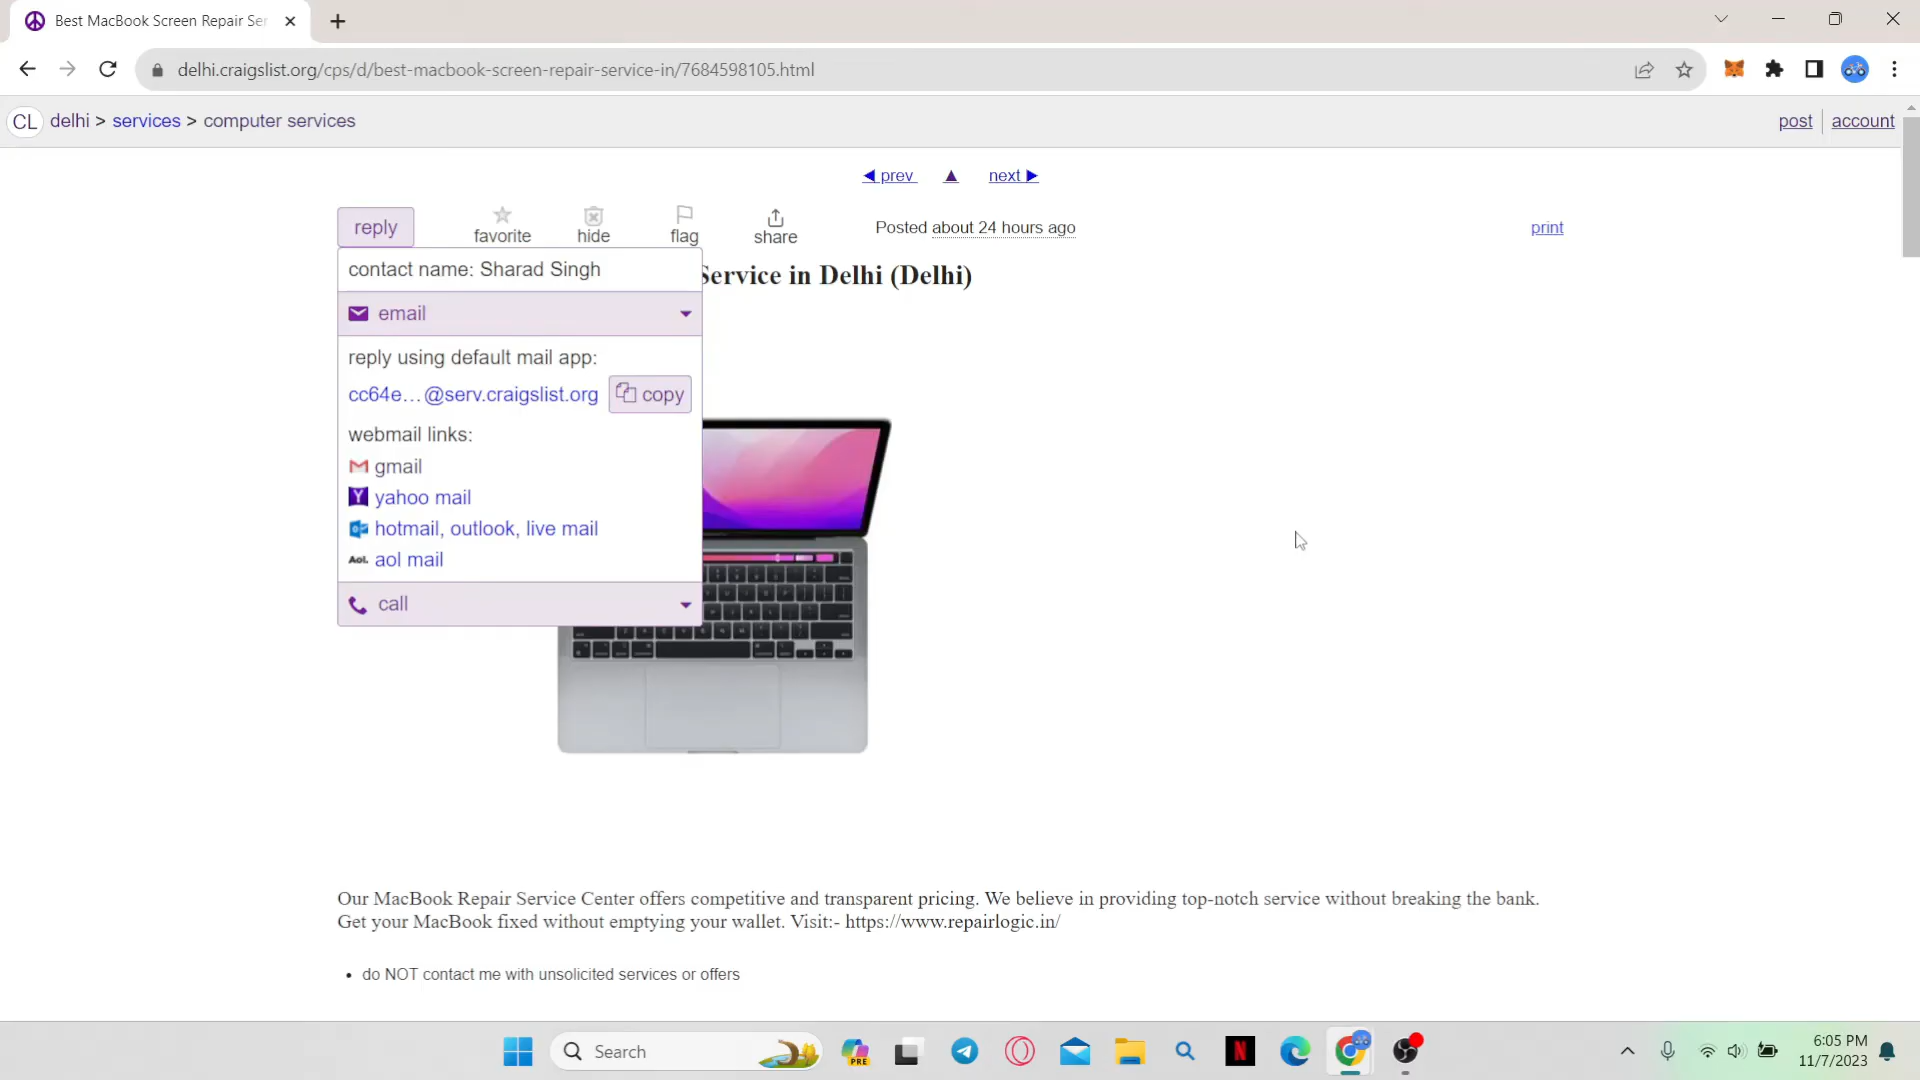 Best MacBook Screen Repair Ser
delhi.craigslist.org/cps/d/best-macbook-screen-repair-service-in/7684598105.html
CL delhi > services > computer services
post account
◀ prev ▲ next ▶
reply favorite hide flag share Posted about 24 hours ago print
contact name: Sharad Singh
Service in Delhi (Delhi)
email
reply using default mail app:
cc64e…@serv.craigslist.org copy
webmail links:
gmail
yahoo mail
hotmail, outlook, live mail
Aol. aol mail
call
Our MacBook Repair Service Center offers competitive and transparent pricing. We believe in providing top-notch service without breaking the bank.
Get your MacBook fixed without emptying your wallet. Visit:- https://www.repairlogic.in/
• do NOT contact me with unsolicited services or offers
Search
PRE
N
6:05 PM
11/7/2023